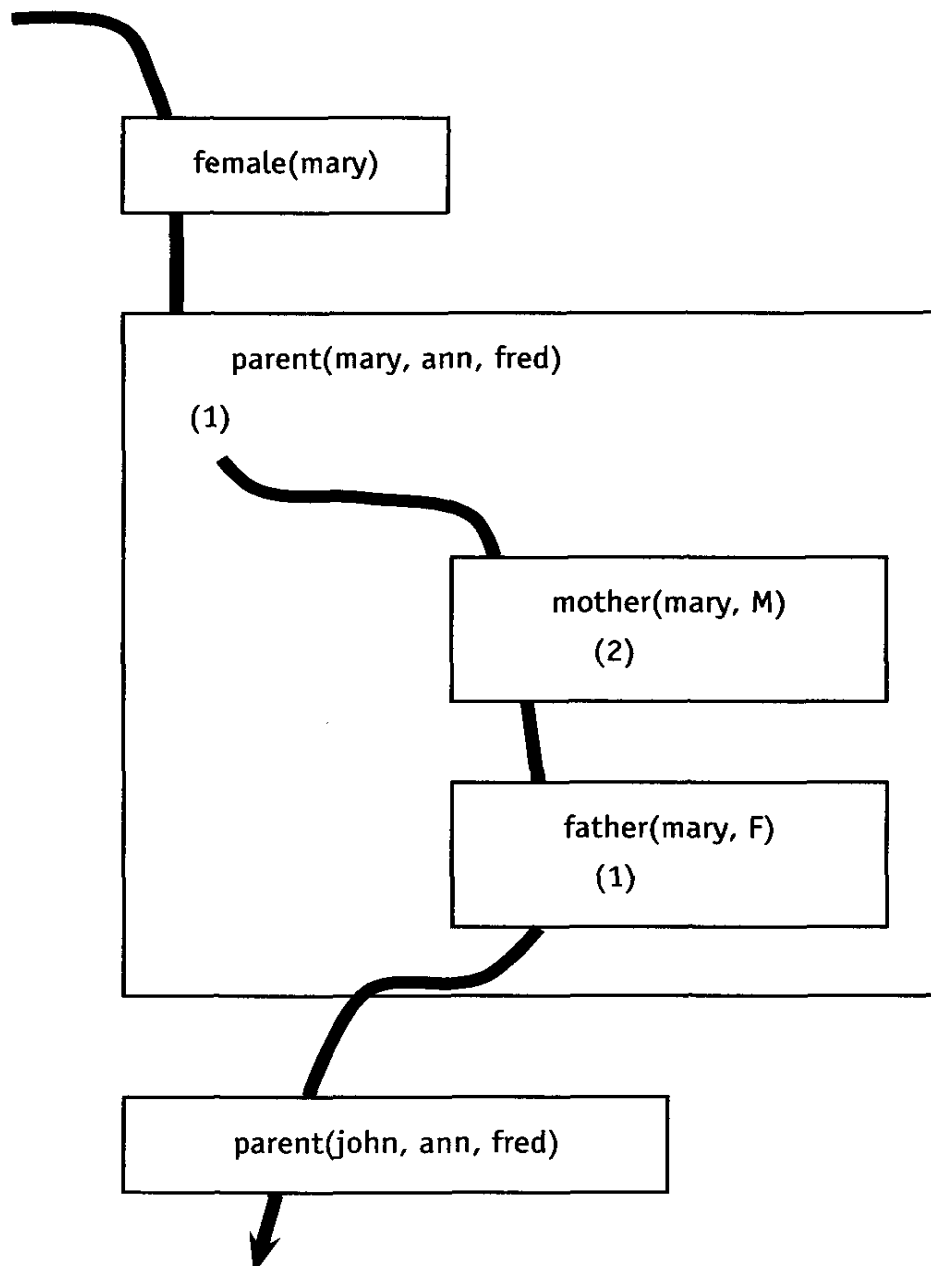 female(mary)
parent(mary, ann, fred)
(1)
mother(mary, M)
(2)
father(mary, F)
(1)
parent(john, ann, fred)